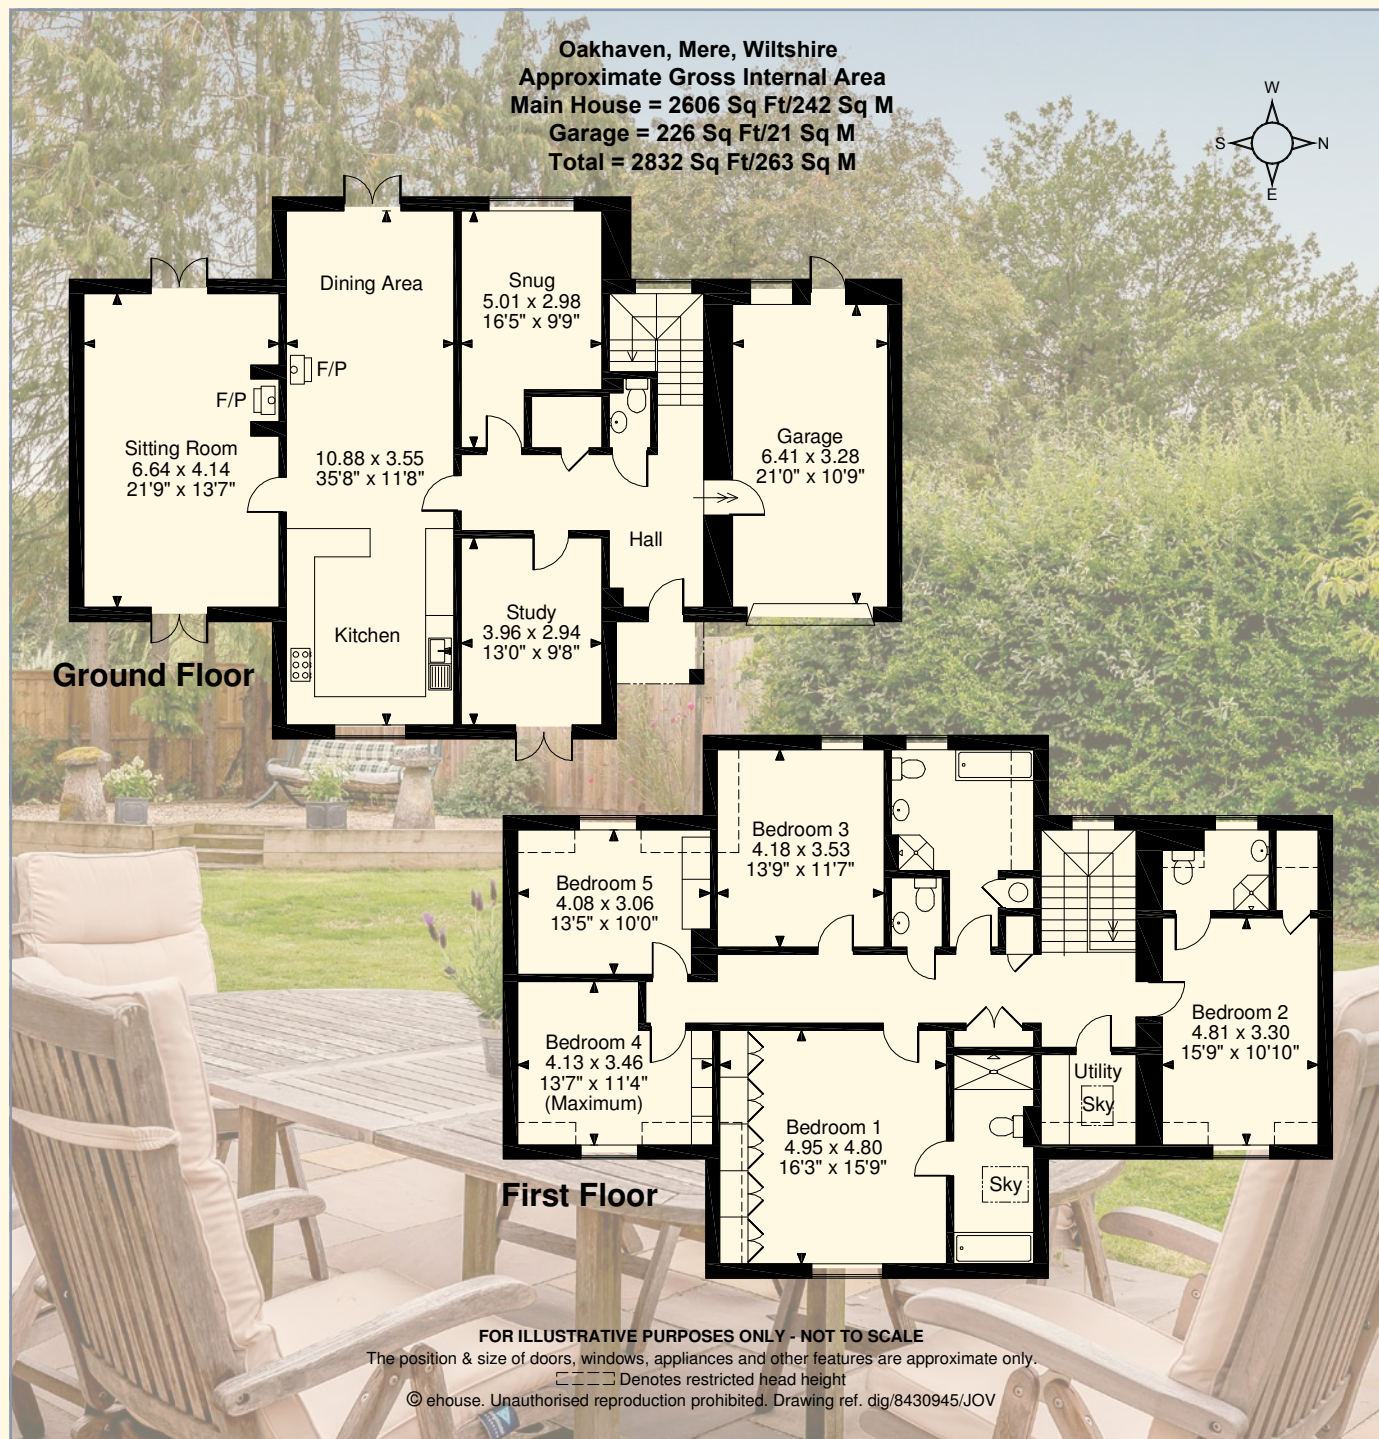 Oakhaven, Mere, Wiltshire
Approximate Gross Internal Area
Main House = 2606 Sq Ft/242 Sq M
Garage = 226 Sq Ft/21 Sq M
Total = 2832 Sq Ft/263 Sq M
W
S
N
E
Dining Area
Snug
5.01 x 2.98
16'5" x 9'9"
F/P
F/P
Sitting Room
6.64 x 4.14
21'9" x 13'7"
10.88 x 3.55
35'8" x 11'8"
Garage
6.41 x 3.28
21'0" x 10'9"
Hall
Study
3.96 x 2.94
13'0" x 9'8"
Kitchen
Ground Floor
Bedroom 3
4.18 x 3.53
13'9" x 11'7"
Bedroom 5
4.08 x 3.06
13'5" x 10'0"
Bedroom 2
4.81 x 3.30
15'9" x 10'10"
Bedroom 4
4.13 x 3.46
13'7" x 11'4"
(Maximum)
Utility
Sky
Bedroom 1
4.95 x 4.80
16'3" x 15'9"
Sky
First Floor
FOR ILLUSTRATIVE PURPOSES ONLY - NOT TO SCALE
The position & size of doors, windows, appliances and other features are approximate only.
Denotes restricted head height
© ehouse. Unauthorised reproduction prohibited. Drawing ref. dig/8430945/JOV